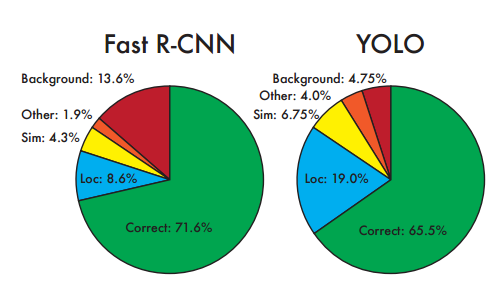 Fast R-CNN
Background: 13.6%
Other: 1.9%
Sim: 4.3%
Loc: 8.6%
Correct: 71.6%
YOLO
Background: 4.75%
Other: 4.0%
Sim: 6.75%
Loc: 19.0%
Correct: 65.5%